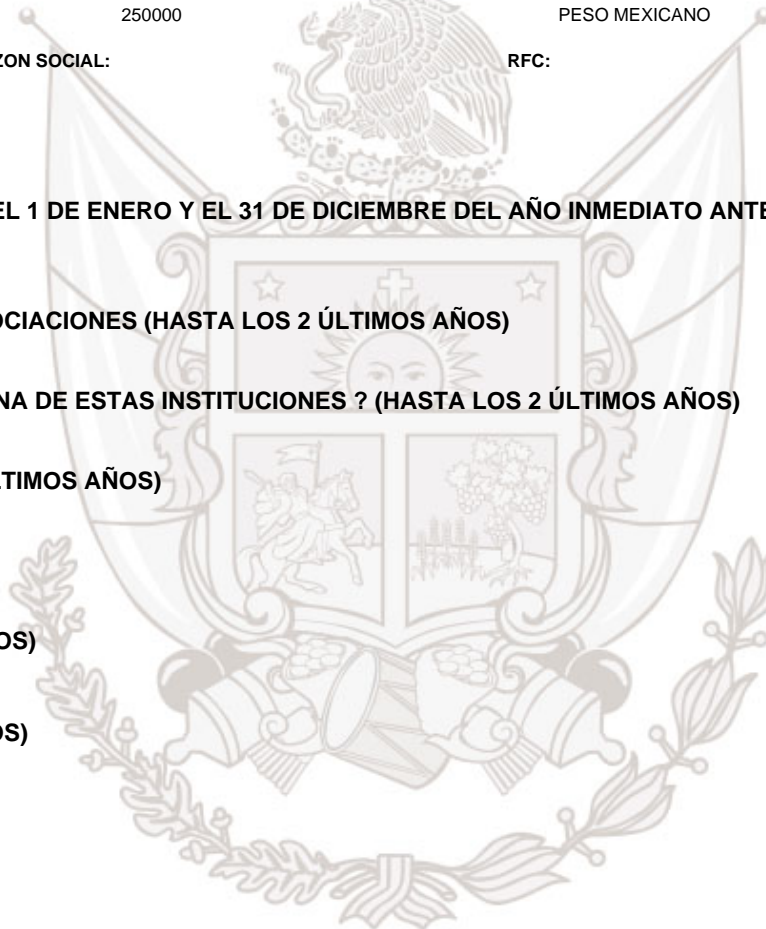 250000 PESO MEXICANO
ZON SOCIAL: RFC:
EL 1 DE ENERO Y EL 31 DE DICIEMBRE DEL AÑO INMEDIATO ANTE
OCIACIONES (HASTA LOS 2 ÚLTIMOS AÑOS)
NA DE ESTAS INSTITUCIONES ? (HASTA LOS 2 ÚLTIMOS AÑOS)
LTIMOS AÑOS)
OS)
OS)